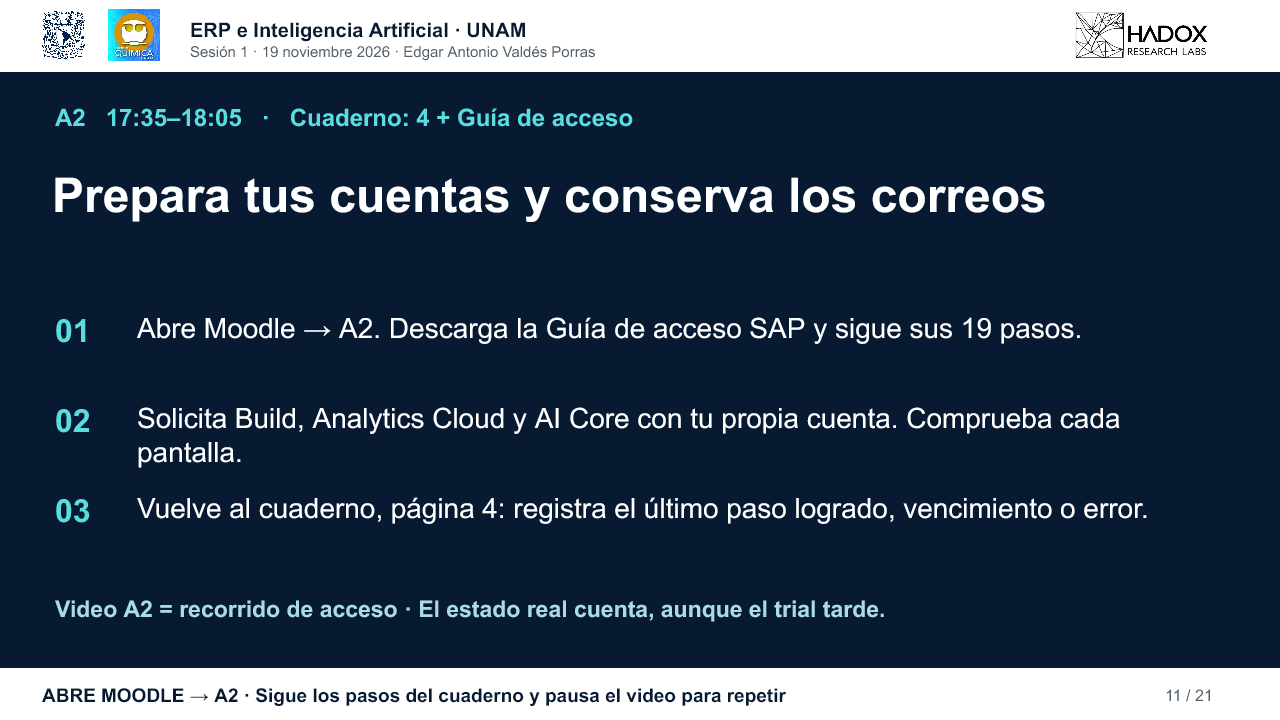 ERP e Inteligencia Artificial · UNAM
Sesión 1 · 19 noviembre 2026 · Edgar Antonio Valdés Porras
QUÍMICA
HADOX
RESEARCH LABS
A2 17:35–18:05 · Cuaderno: 4 + Guía de acceso
Prepara tus cuentas y conserva los correos
01 Abre Moodle → A2. Descarga la Guía de acceso SAP y sigue sus 19 pasos.
02 Solicita Build, Analytics Cloud y AI Core con tu propia cuenta. Comprueba cada
pantalla.
03 Vuelve al cuaderno, página 4: registra el último paso logrado, vencimiento o error.
Video A2 = recorrido de acceso · El estado real cuenta, aunque el trial tarde.
ABRE MOODLE → A2 · Sigue los pasos del cuaderno y pausa el video para repetir
11 / 21